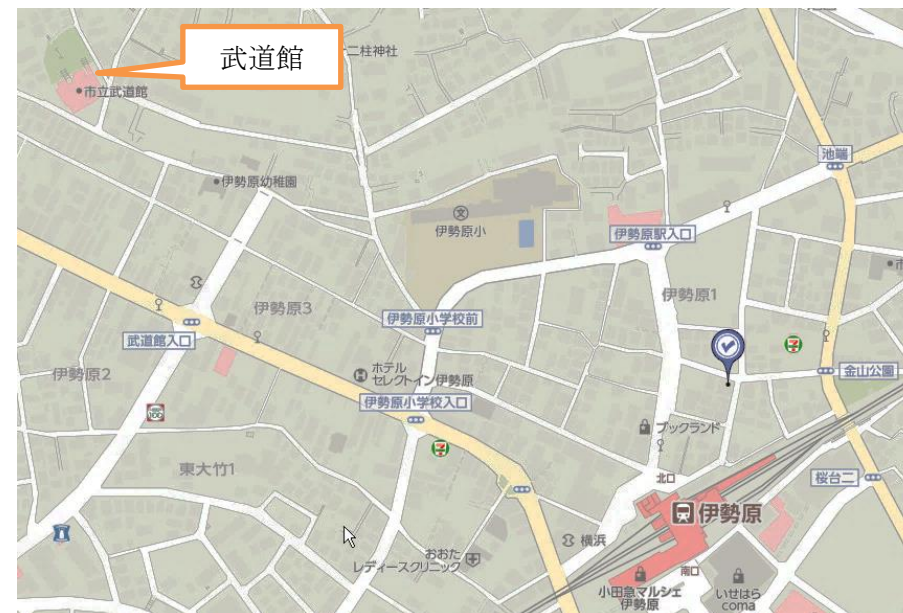 武道館
二柱神社
市立武道館
池端
伊勢原幼稚園
文
伊勢原小
伊勢原駅入口
市
伊勢原3
伊勢原1
伊勢原小学校前
武道館入口
7
ホテル
セレクトイン伊勢原
金山公園
伊勢原2
伊勢原小学校入口
100
ブックランド
7
東大竹1
北口
桜台二
伊勢原
横浜
おおた
レディースクリニック
南口
小田急マルシェ
伊勢原
いせはら
coma